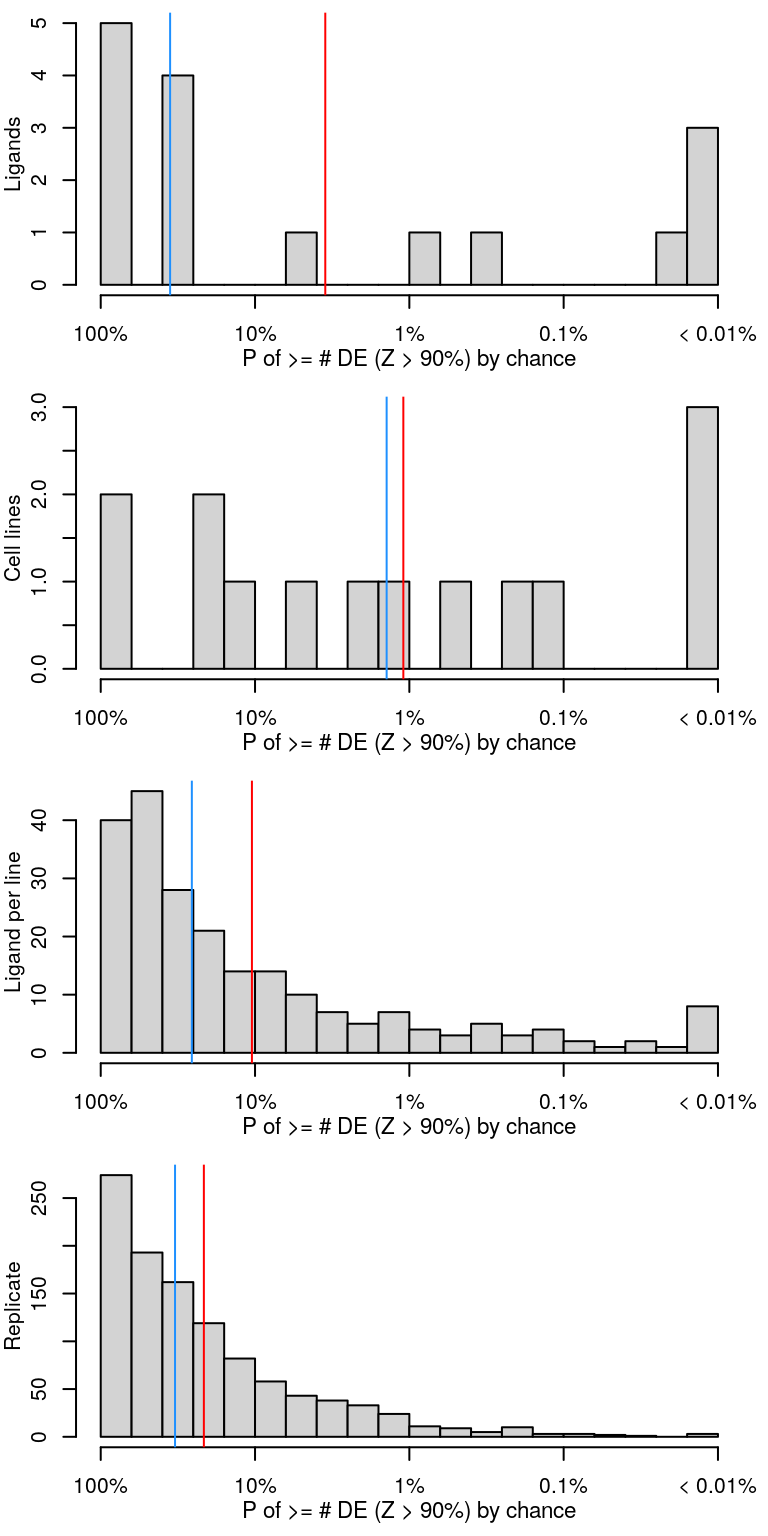 5
4
3
2
1
0
Ligands
100% 10% 1% 0.1% < 0.01%
P of >= # DE (Z > 90%) by chance
3.0
2.0
1.0
0.0
Cell lines
100% 10% 1% 0.1% < 0.01%
P of >= # DE (Z > 90%) by chance
40
30
20
10
0
Ligand per line
100% 10% 1% 0.1% < 0.01%
P of >= # DE (Z > 90%) by chance
250
150
50
0
Replicate
100% 10% 1% 0.1% < 0.01%
P of >= # DE (Z > 90%) by chance